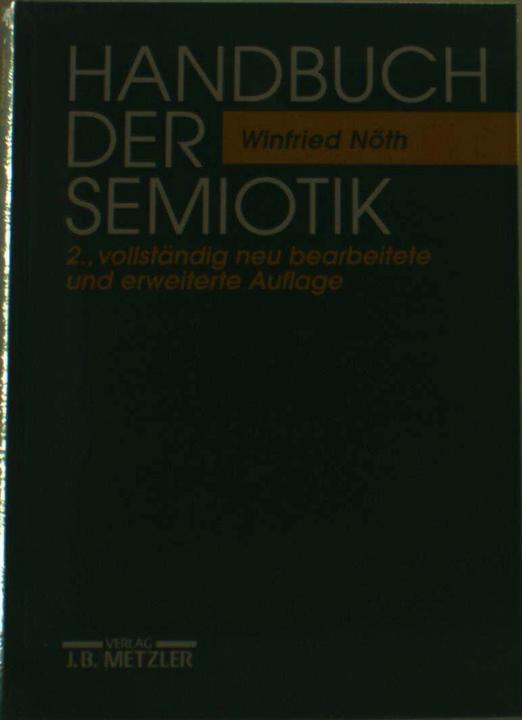 HANDBUCH
DER
Winfried Nöth
SEMIOTIK
2., vollständig neu bearbeitete
und erweiterte Auflage
VERLAG
J.B. METZLER